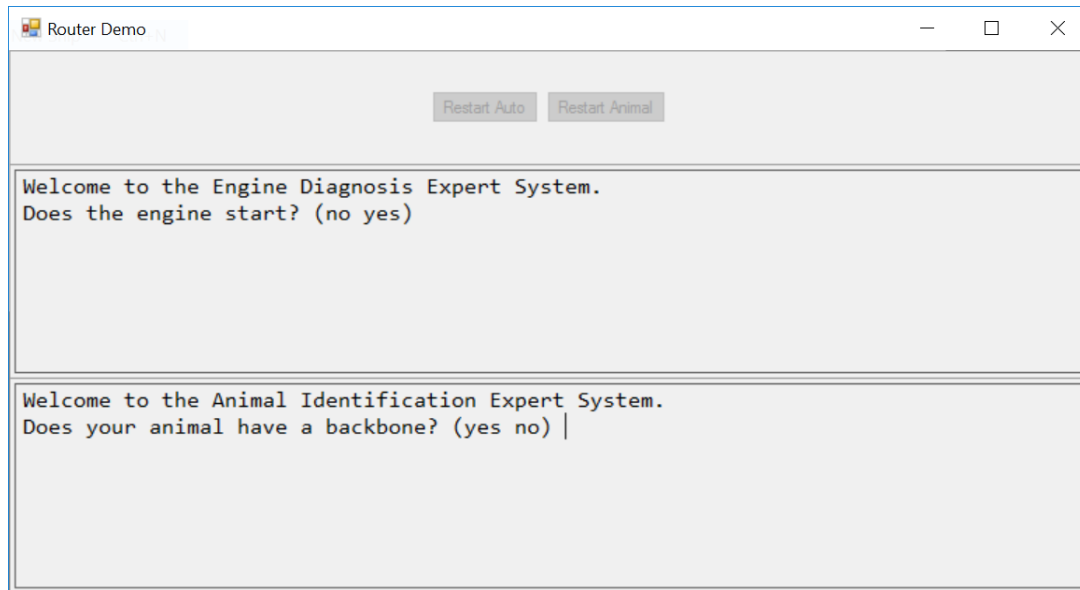 Router Demo
Restart Auto Restart Animal
Welcome to the Engine Diagnosis Expert System.
Does the engine start? (no yes)
Welcome to the Animal Identification Expert System.
Does your animal have a backbone? (yes no)